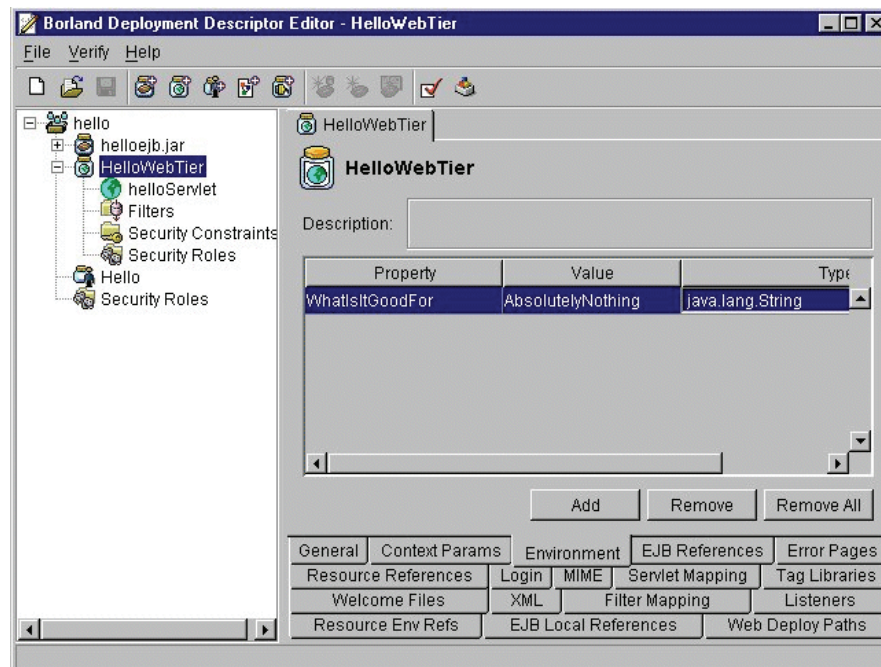 Borland Deployment Descriptor Editor - HelloWebTier
File Verify Help
hello
helloejb.jar
HelloWebTier
helloServlet
Filters
Security Constraints
Security Roles
Hello
Security Roles
HelloWebTier
HelloWebTier
Description:
Property Value Type
WhatIsItGoodFor AbsolutelyNothing java.lang.String
Add Remove Remove All
General Context Params Environment EJB References Error Pages
Resource References Login MIME Servlet Mapping Tag Libraries
Welcome Files XML Filter Mapping Listeners
Resource Env Refs EJB Local References Web Deploy Paths